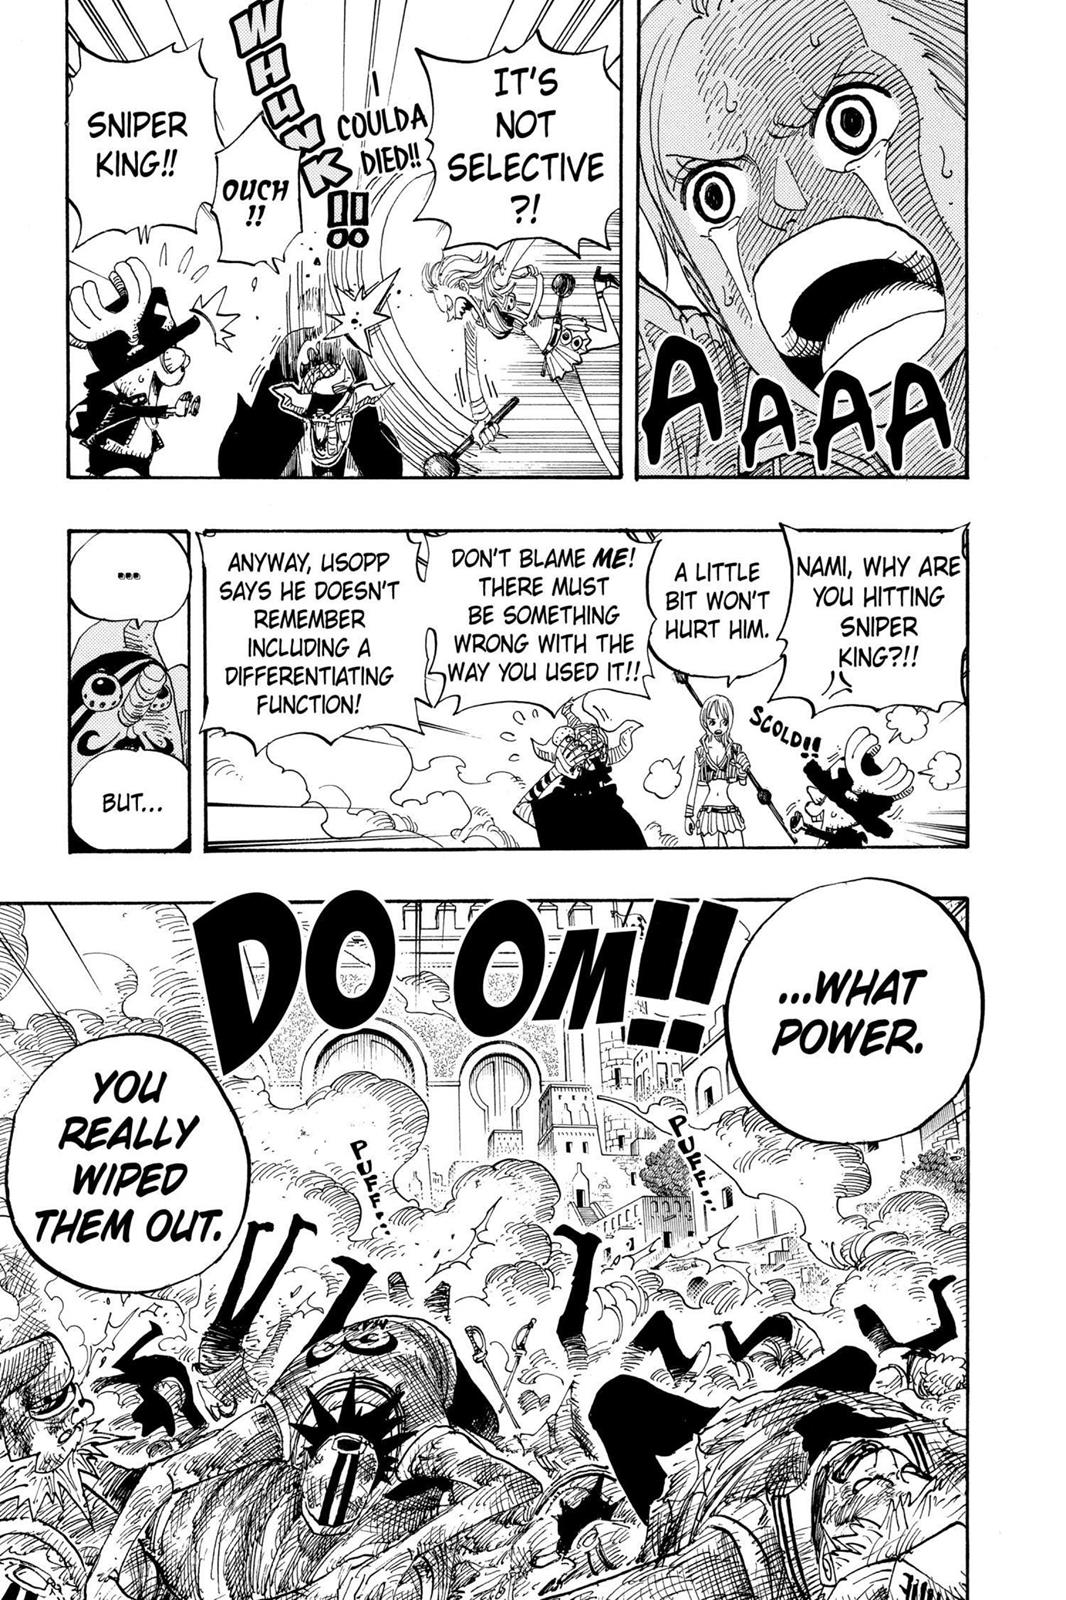 AAAAA
IT'S
NOT
SELECTIVE
?!
I
COULDA
DIED!!
WHUNK!!
OUCH
!!
SNIPER
KING!!
NAMI, WHY ARE
YOU HITTING
SNIPER
KING?!!
SCOLD!!
A LITTLE
BIT WON'T
HURT HIM.
DON'T BLAME ME!
THERE MUST
BE SOMETHING
WRONG WITH THE
WAY YOU USED IT!!
ANYWAY, USOPP
SAYS HE DOESN'T
REMEMBER
INCLUDING A
DIFFERENTIATING
FUNCTION!
...
BUT...
DOOM!!
...WHAT
POWER.
PUFF...
PUFF...
YOU
REALLY
WIPED
THEM OUT.